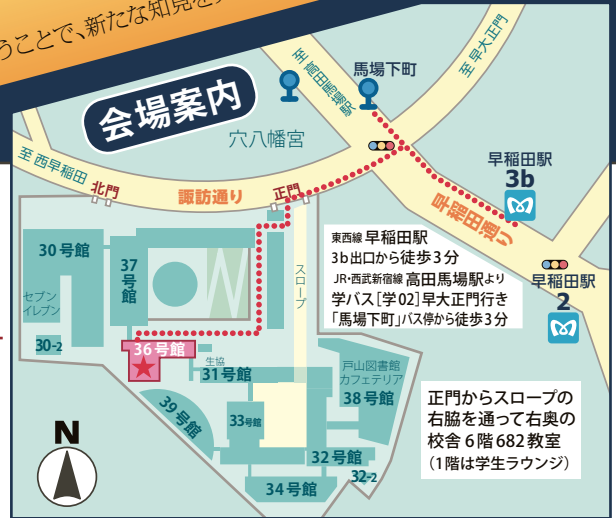 うことで、新たな知見を
会場案内
至 高田馬場駅
馬場下町
至 早大正門
穴八幡宮
至 西早稲田
北門
諏訪通り
正門
早稲田駅
3b
早稲田通り
早稲田駅
2
東西線 早稲田駅
3b出口から徒歩3分
JR・西武新宿線 高田馬場駅より
学バス[学02]早大正門行き
「馬場下町」バス停から徒歩3分
30号館
37号館
スロープ
セブンイレブン
30-2
36号館
生協
31号館
戸山図書館
カフェテリア
38号館
39号館
33号館
32号館
32-2
34号館
正門からスロープの
右脇を通って右奥の
校舎6階682教室
(1階は学生ラウンジ)
N